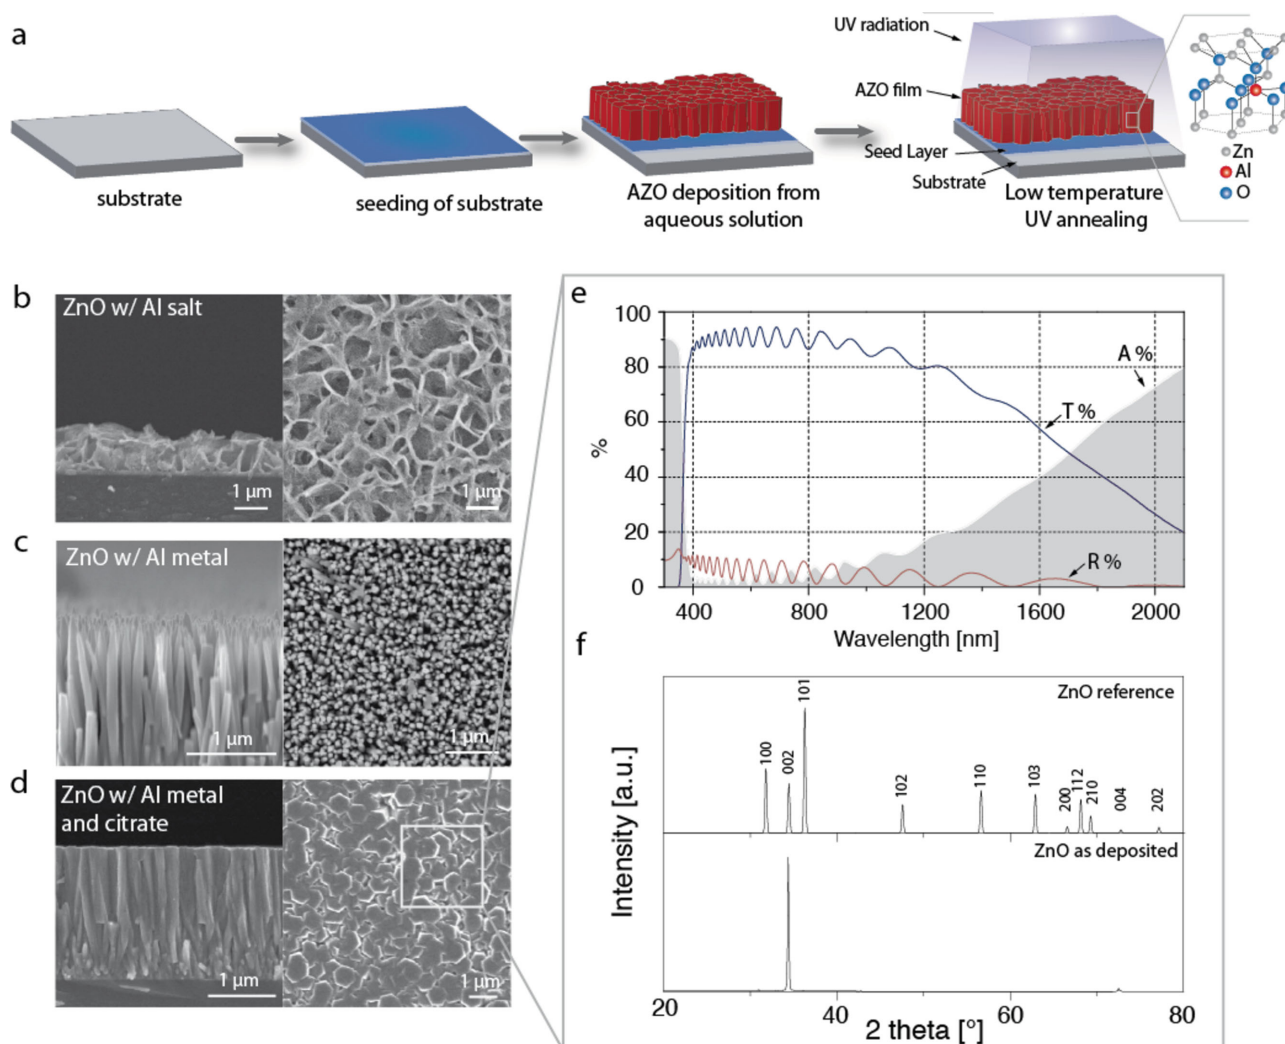 a
substrate
seeding of substrate
AZO deposition from
aqueous solution
UV radiation
AZO film
Seed Layer
Substrate
Low temperature
UV annealing
Zn
Al
O
b
ZnO w/ Al salt
1 μm
1 μm
c
ZnO w/ Al metal
1 μm
1 μm
d
ZnO w/ Al metal
and citrate
1 μm
1 μm
e
100
80
60
40
20
0
%
A %
T %
R %
400
800
1200
1600
2000
Wavelength [nm]
f
ZnO reference
100
002
101
102
110
103
200
112
210
004
202
ZnO as deposited
Intensity [a.u.]
20
40
60
80
2 theta [°]